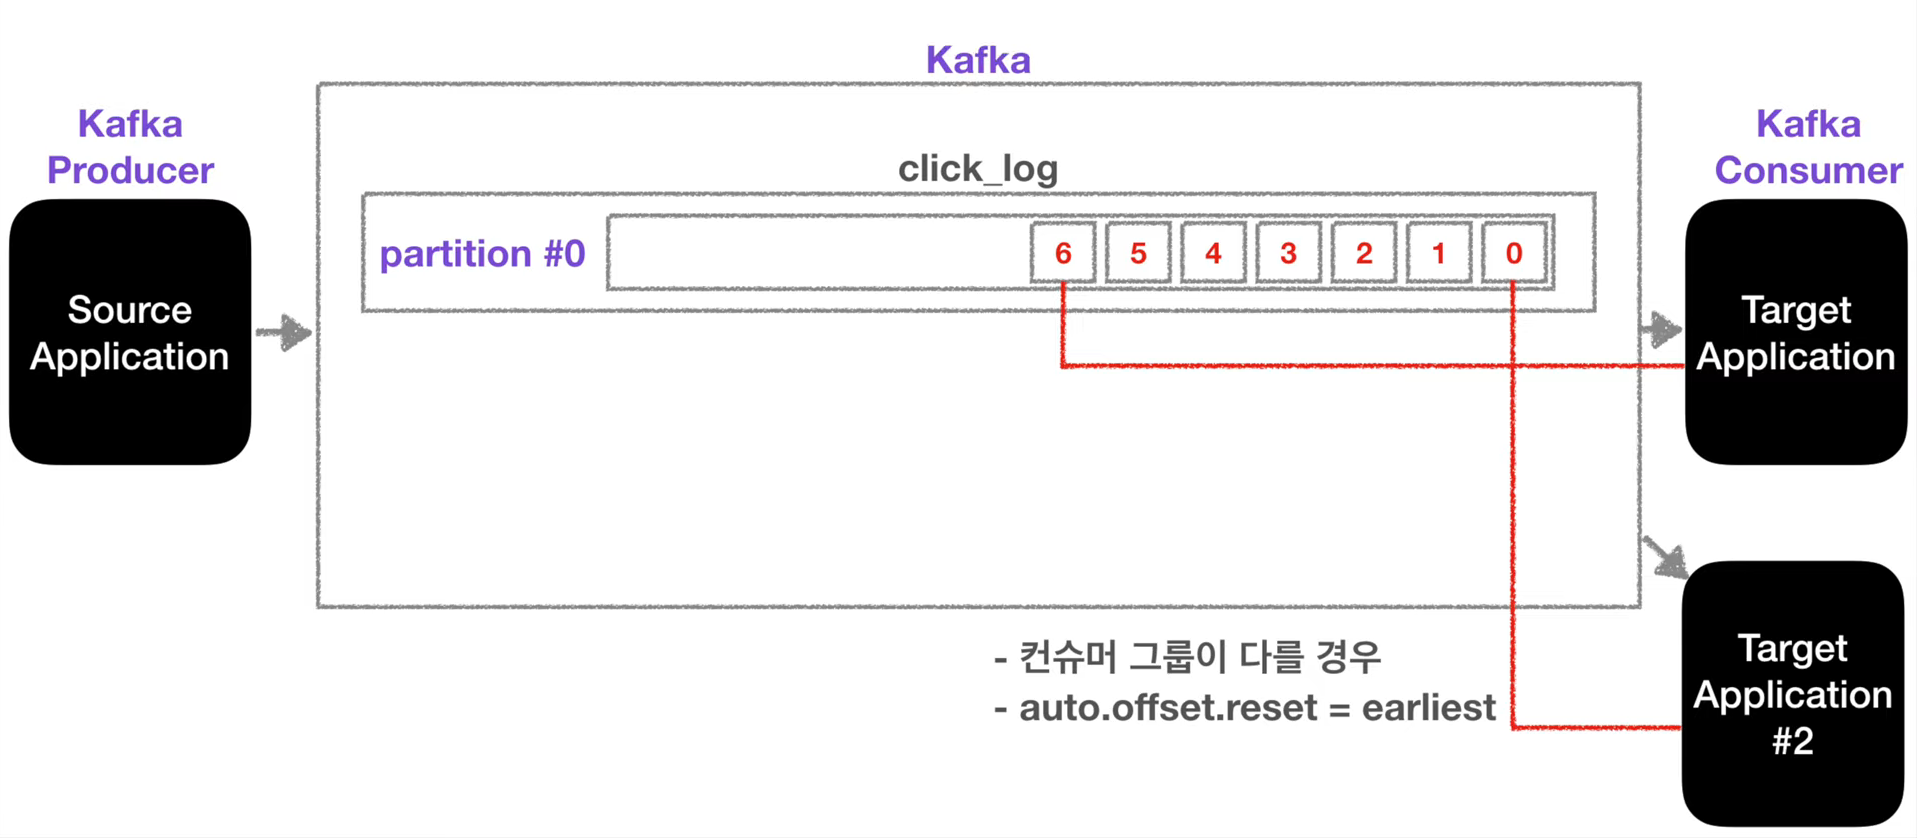 Kafka
Kafka
Producer
Kafka
Consumer
click_log
partition #0
6 5 4 3 2 1 0
Source
Application
Target
Application
- 컨슈머 그룹이 다를 경우
- auto.offset.reset = earliest
Target
Application
#2